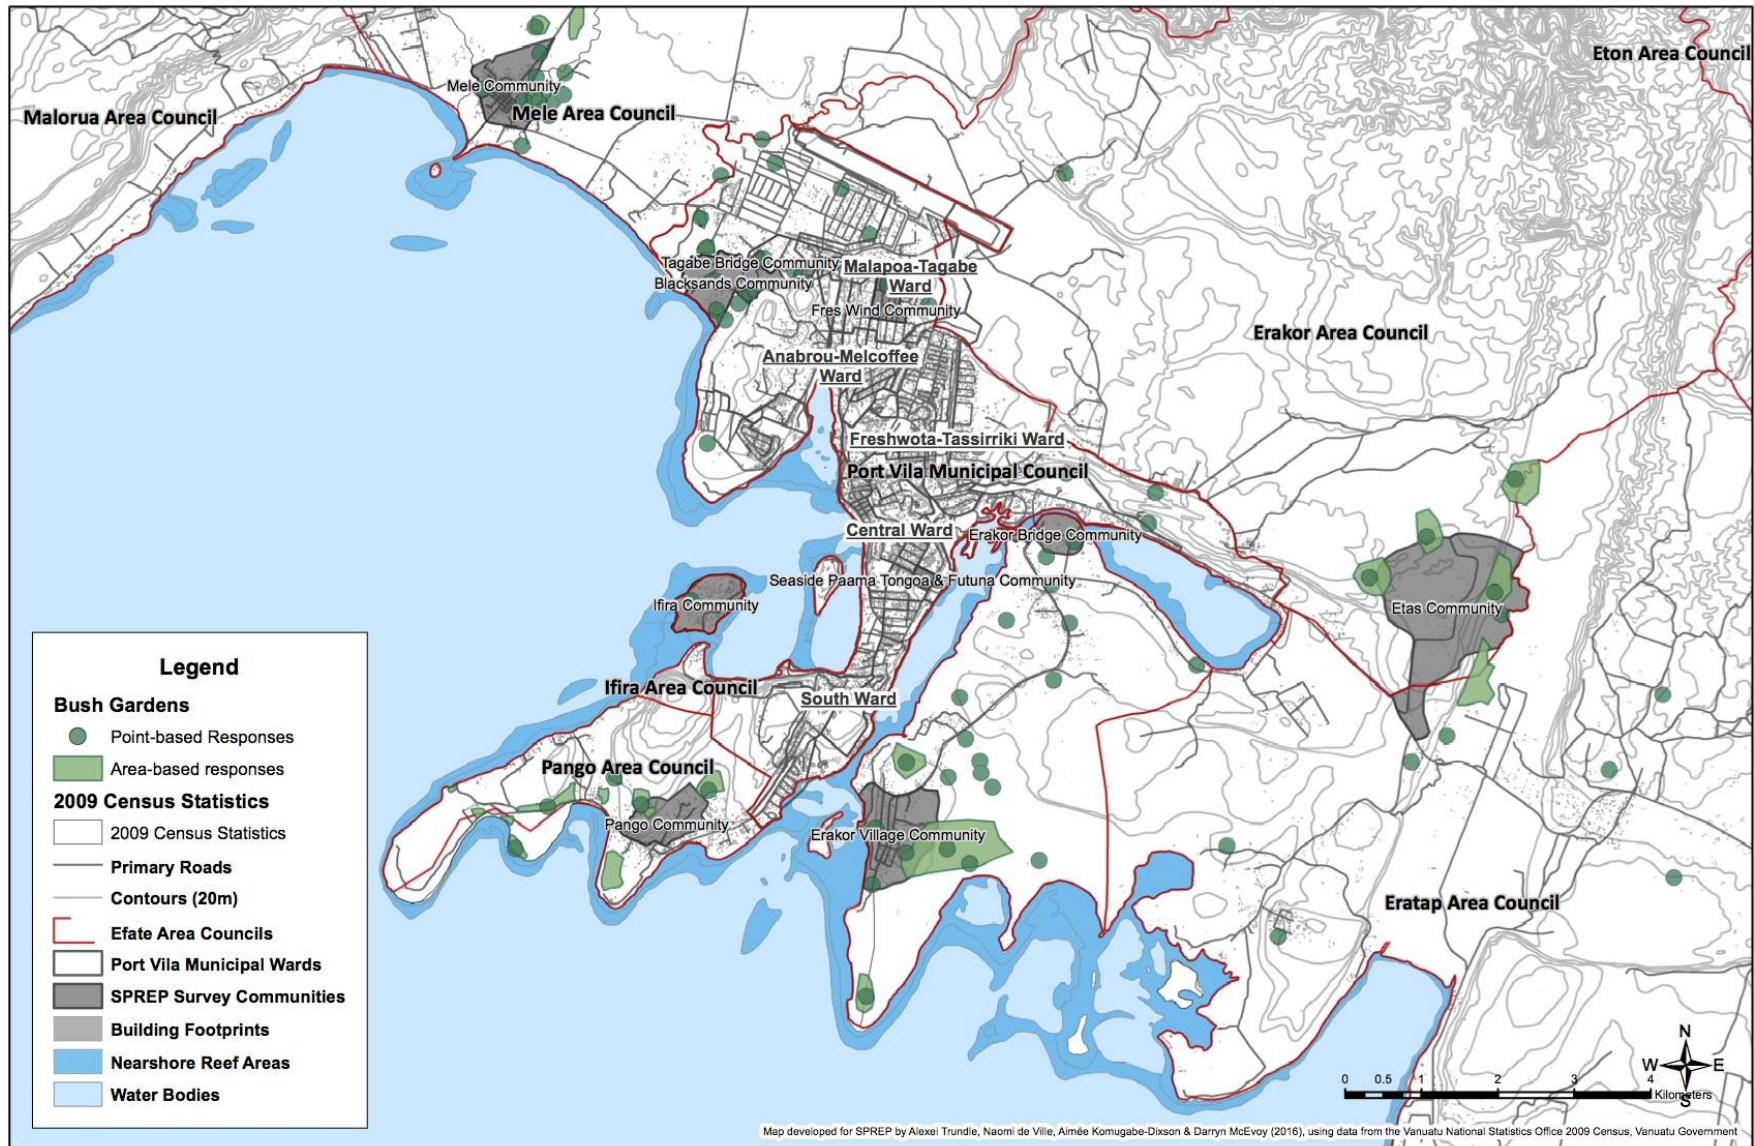 Eton Area Council
Mele Community
Malorua Area Council
Mele Area Council
Tagabe Bridge Community
Malapoa-Tagabe
Ward
Blacksands Community
Fres Wind Community
Erakor Area Council
Anabrou-Melcoffee
Ward
Freshwota-Tassirriki Ward
Port Vila Municipal Council
Central Ward
Erakor Bridge Community
Seaside Paama Tongoa & Futuna Community
Ifira Community
Etas Community
Ifira Area Council
South Ward
Pango Area Council
Pango Community
Erakor Village Community
Eratap Area Council
Legend
Bush Gardens
Point-based Responses
Area-based responses
2009 Census Statistics
2009 Census Statistics
Primary Roads
Contours (20m)
Efate Area Councils
Port Vila Municipal Wards
SPREP Survey Communities
Building Footprints
Nearshore Reef Areas
Water Bodies
N
W E
S
0 0.5 1 2 3 4
Kilometers
Map developed for SPREP by Alexei Trundle, Naomi de Ville, Aimée Komugabe-Dixson & Darryn McEvoy (2016), using data from the Vanuatu National Statistics Office 2009 Census, Vanuatu Government